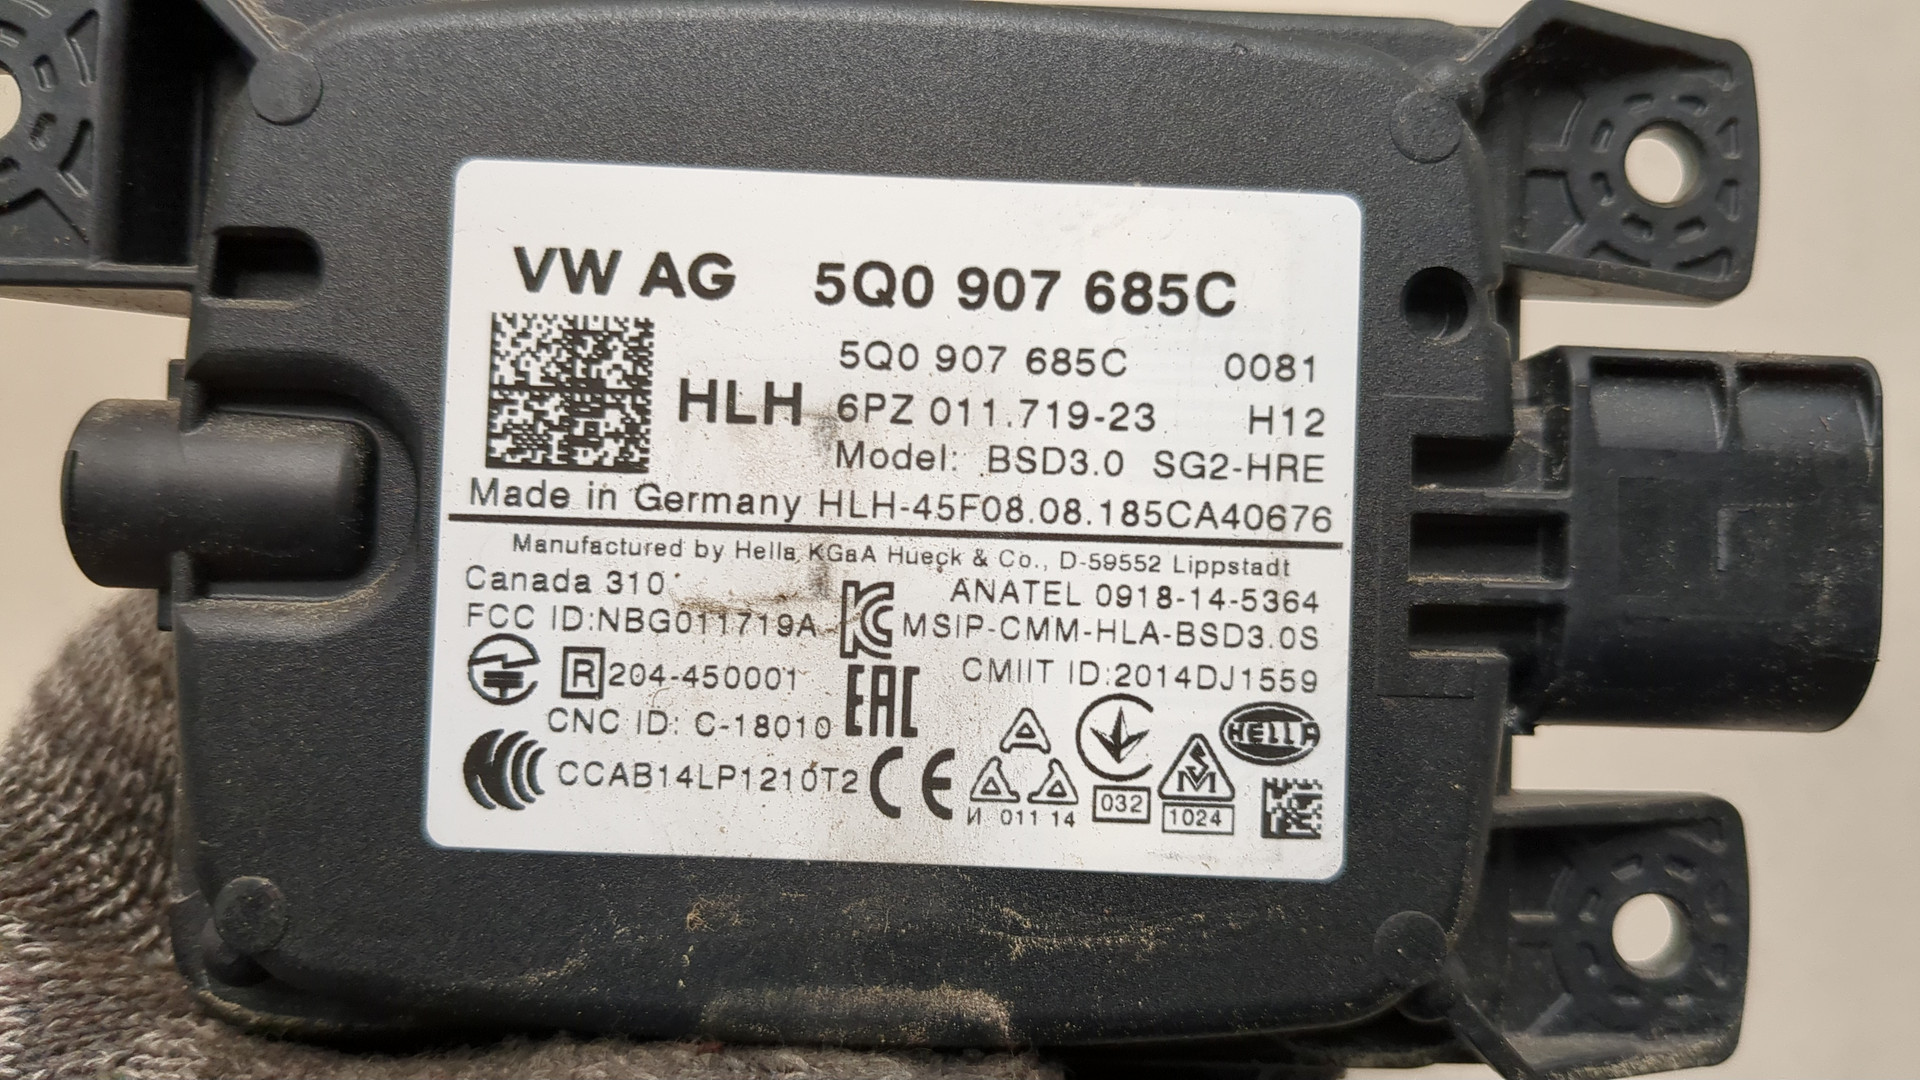 VW AG 5Q0 907 685C
5Q0 907 685C 0081
HLH 6PZ 011.719-23 H12
Model: BSD3.0 SG2-HRE
Made in Germany HLH-45F08.08.185CA40676
Manufactured by Hella KGaA Hueck & Co., D-59552 Lippstadt
Canada 310
ANATEL 0918-14-5364
FCC ID:NBG011719A
MSIP-CMM-HLA-BSD3.0S
R 204-450001
EAC
CMIIT ID:2014DJ1559
CNC ID: C-18010
HELLA
CCAB14LP1210T2 CE
И 011 14
032
1024